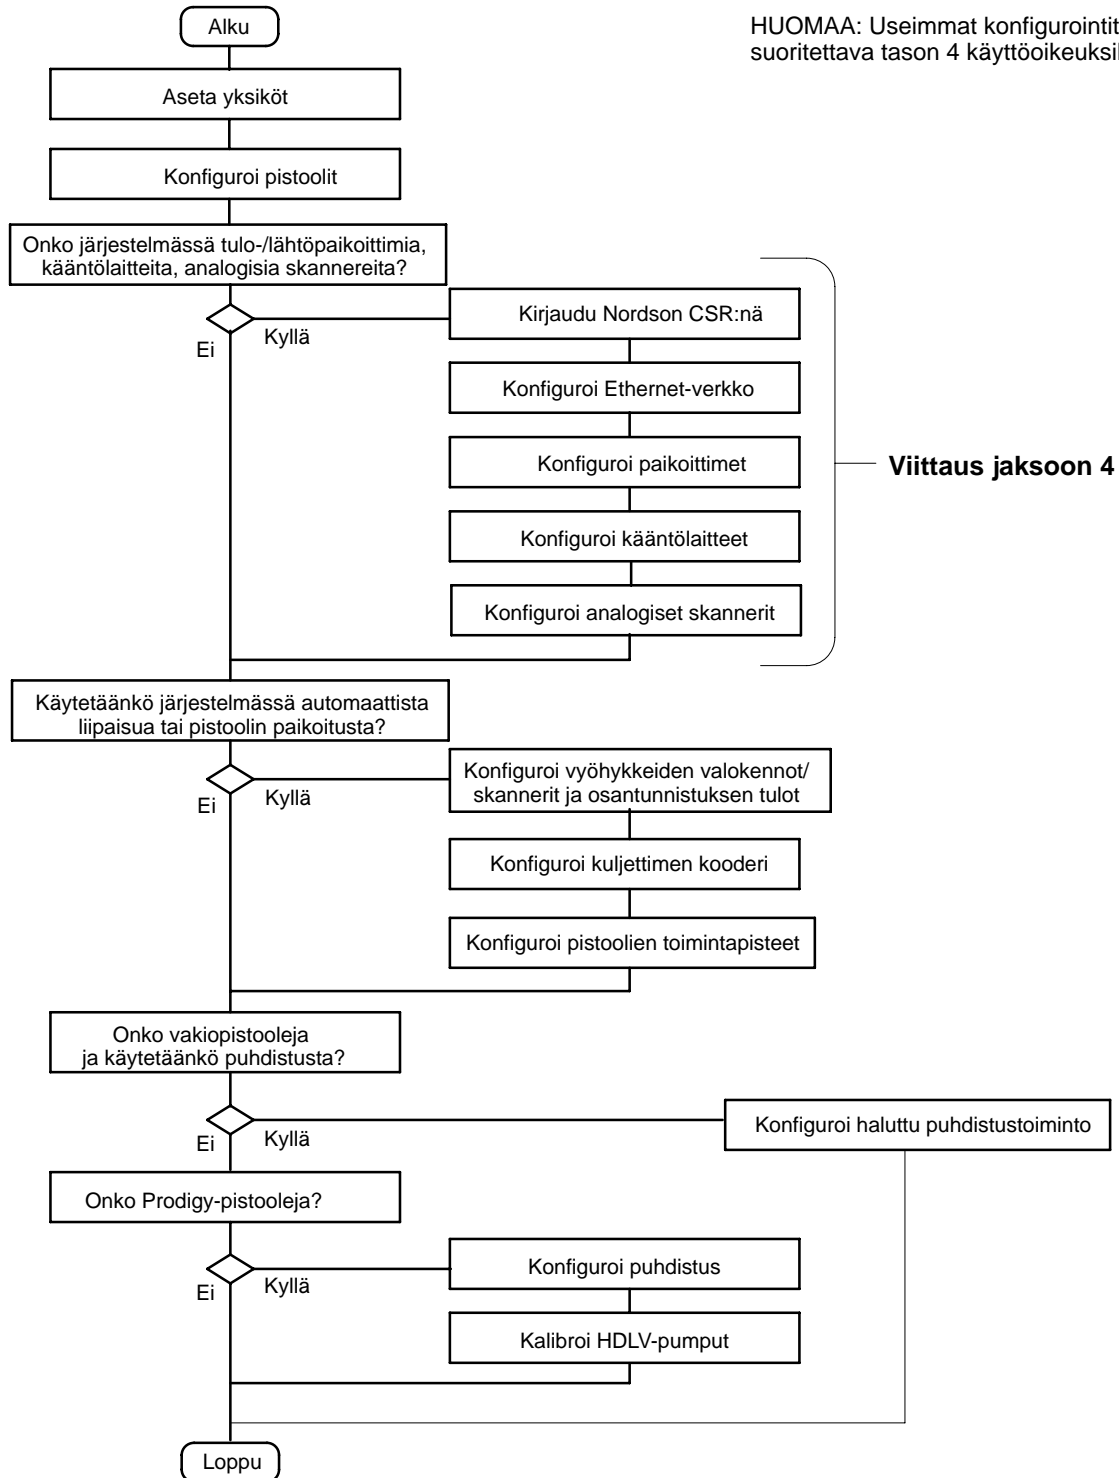 Alku
HUOMAA: Useimmat konfigurointit
suoritettava tason 4 käyttöoikeuksil
Aseta yksiköt
Konfiguroi pistoolit
Onko järjestelmässä tulo-/lähtöpaikoittimia,
kääntölaitteita, analogisia skannereita?
Kyllä
Ei
Kirjaudu Nordson CSR:nä
Konfiguroi Ethernet-verkko
Konfiguroi paikoittimet
Viittaus jaksoon 4
Konfiguroi kääntölaitteet
Konfiguroi analogiset skannerit
Käytetäänkö järjestelmässä automaattista
liipaisua tai pistoolin paikoitusta?
Kyllä
Ei
Konfiguroi vyöhykkeiden valokennot/
skannerit ja osantunnistuksen tulot
Konfiguroi kuljettimen kooderi
Konfiguroi pistoolien toimintapisteet
Onko vakiopistooleja
ja käytetäänkö puhdistusta?
Ei
Kyllä
Konfiguroi haluttu puhdistustoiminto
Onko Prodigy-pistooleja?
Kyllä
Ei
Konfiguroi puhdistus
Kalibroi HDLV-pumput
Loppu